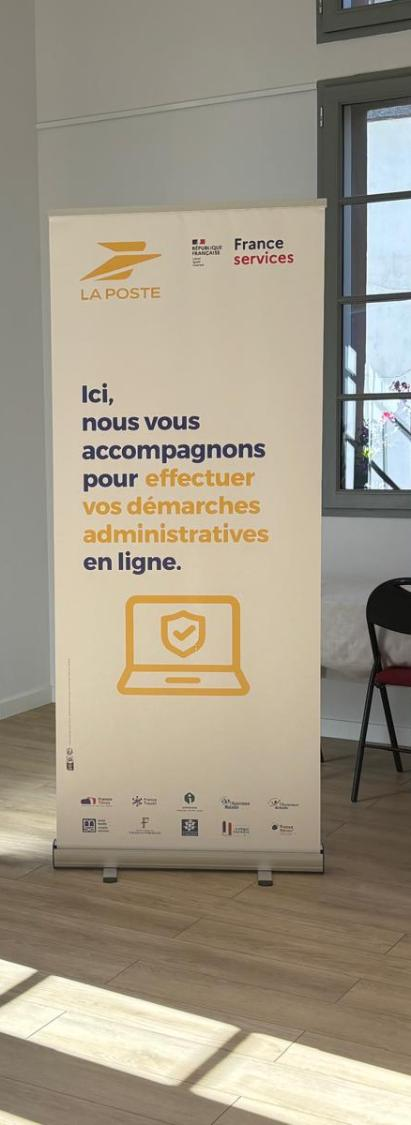 LA POSTE
RÉPUBLIQUE
FRANÇAISE
France
services
Ici,
nous vous
accompagnons
pour effectuer
vos démarches
administratives
en ligne.